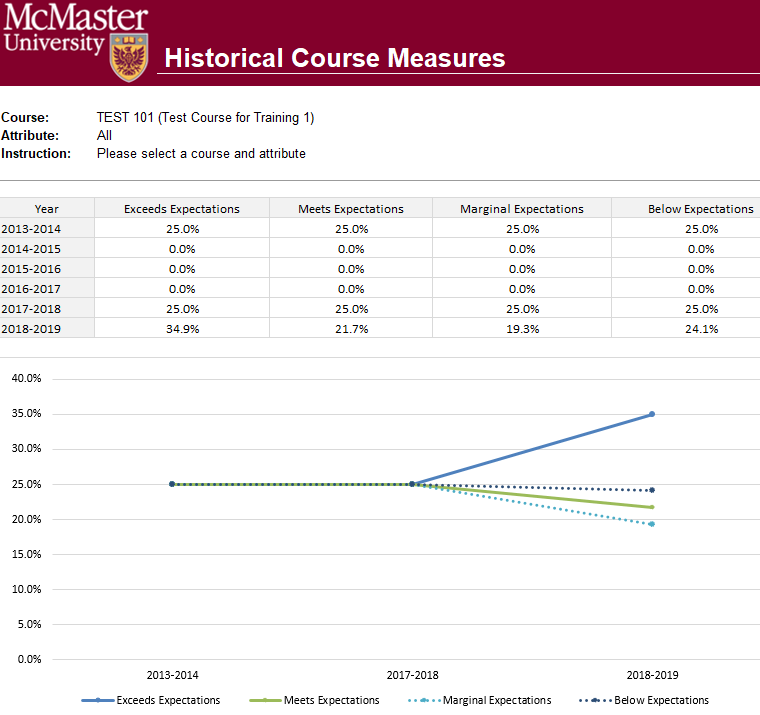 McMaster
University
Historical Course Measures
Course: TEST 101 (Test Course for Training 1)
Attribute: All
Instruction: Please select a course and attribute
Year Exceeds Expectations Meets Expectations Marginal Expectations Below Expectations
2013-2014 25.0% 25.0% 25.0% 25.0%
2014-2015 0.0% 0.0% 0.0% 0.0%
2015-2016 0.0% 0.0% 0.0% 0.0%
2016-2017 0.0% 0.0% 0.0% 0.0%
2017-2018 25.0% 25.0% 25.0% 25.0%
2018-2019 34.9% 21.7% 19.3% 24.1%
40.0%
35.0%
30.0%
25.0%
20.0%
15.0%
10.0%
5.0%
0.0%
2013-2014 2017-2018 2018-2019
Exceeds Expectations Meets Expectations Marginal Expectations Below Expectations